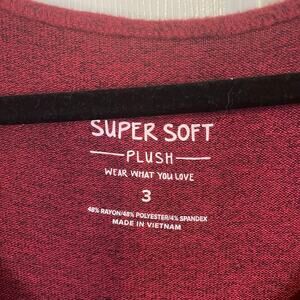 SUPER SOFT
PLUSH
WEAR WHAT YOU LOVE
3
48% RAYON/48% POLYESTER/4% SPANDEX
MADE IN VIETNAM